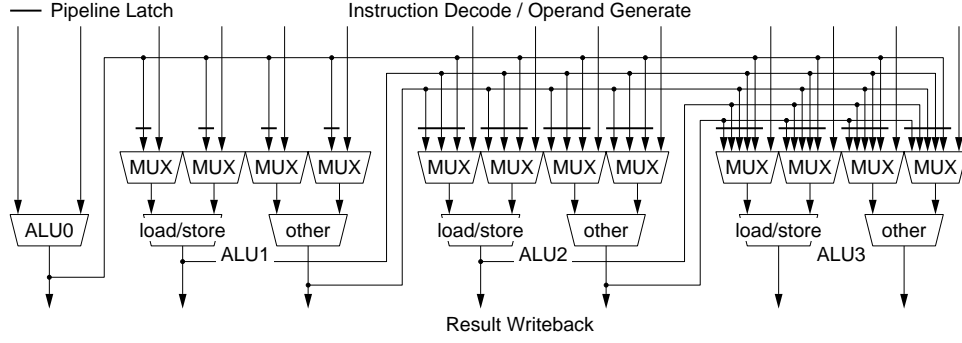 Pipeline Latch Instruction Decode / Operand Generate
MUX MUX MUX MUX MUX MUX MUX MUX MUX MUX MUX MUX
ALU0 load/store other load/store other load/store other
ALU1 ALU2 ALU3
Result Writeback